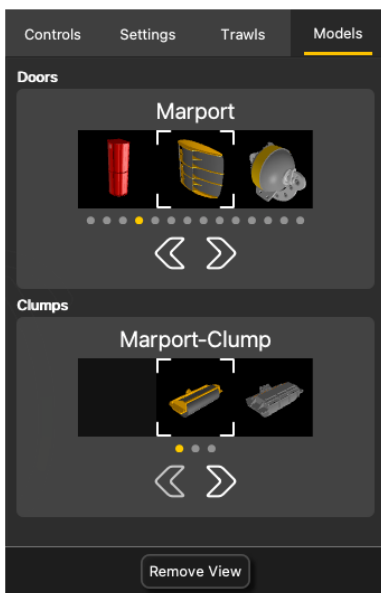 Controls Settings Trawls Models
Doors
Marport
Clumps
Marport-Clump
Remove View